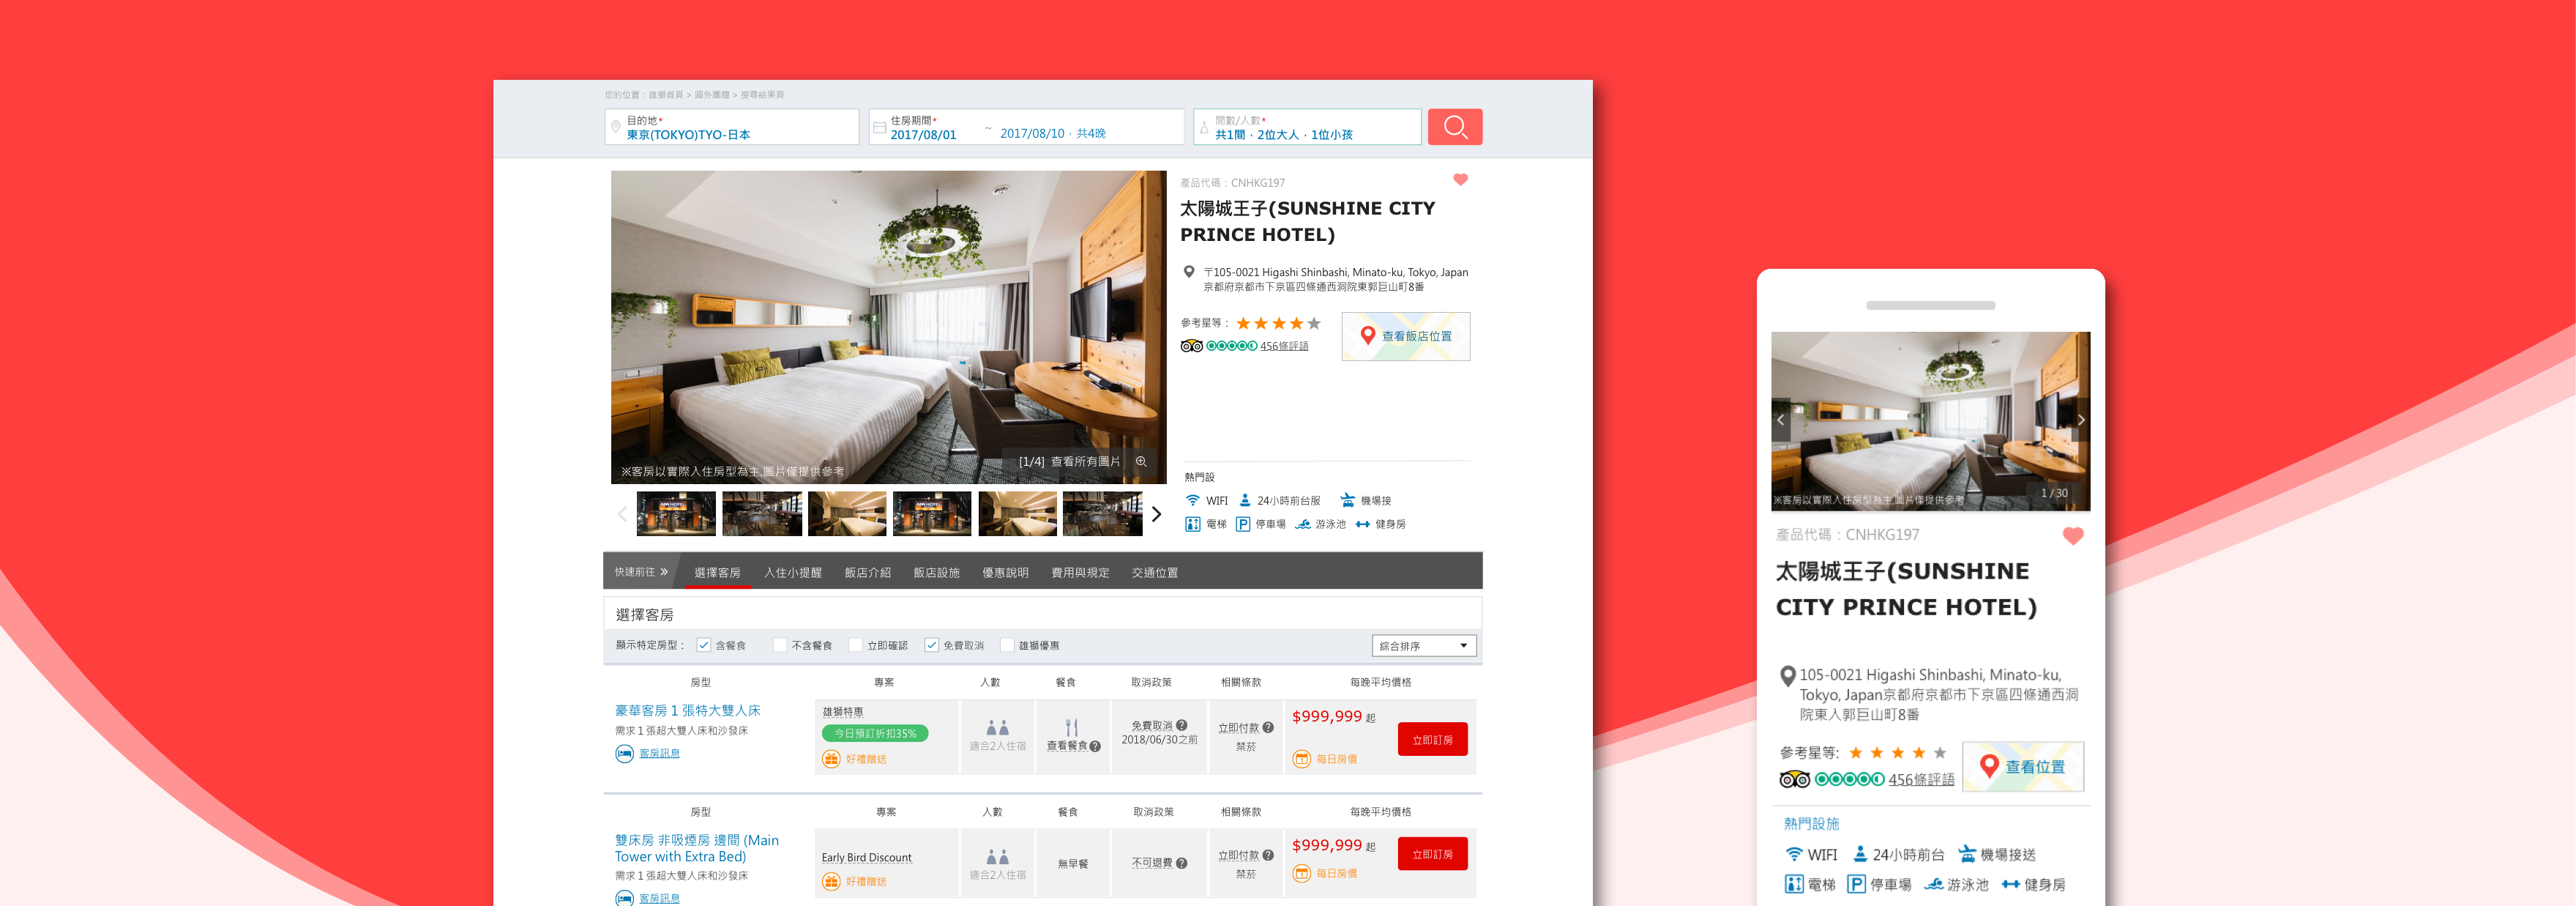 您的位置：雄獅首頁 > 國外團體 > 搜尋結果頁
目的地*
東京(TOKYO)TYO-日本
住房期間*
2017/08/01 ~ 2017/08/10 · 共4晚
間數/人數*
共1間 · 2位大人 · 1位小孩
產品代碼：CNHKG197
太陽城王子(SUNSHINE CITY
PRINCE HOTEL)
〒105-0021 Higashi Shinbashi, Minato-ku, Tokyo, Japan
京都府京都市下京區四條通西洞院東郭巨山町8番
參考星等：
456條評語
查看飯店位置
※客房以實際入住房型為主,圖片僅提供參考
[1/4] 查看所有圖片
熱門設
WIFI 24小時前台服 機場接
電梯 停車場 游泳池 健身房
快速前往 選擇客房 入住小提醒 飯店介紹 飯店設施 優惠說明 費用與規定 交通位置
選擇客房
顯示特定房型： 含餐食 不含餐食 立即確認 免費取消 雄獅優惠 綜合排序
房型 專案 人數 餐食 取消政策 相關條款 每晚平均價格
豪華客房 1 張特大雙人床
需求 1 張超大雙人床和沙發床
客房訊息
雄獅特惠
今日預訂折扣35%
好禮贈送
適合2人住宿
查看餐食
免費取消
2018/06/30之前
立即付款
禁菸
$999,999 起
每日房價
立即訂房
房型 專案 人數 餐食 取消政策 相關條款 每晚平均價格
雙床房 非吸煙房 邊間 (Main
Tower with Extra Bed)
需求 1 張超大雙人床和沙發床
客房訊息
Early Bird Discount
好禮贈送
適合2人住宿
無早餐
不可退費
立即付款
禁菸
$999,999 起
每日房價
立即訂房
※客房以實際入住房型為主,圖片僅提供參考
1 / 30
產品代碼：CNHKG197
太陽城王子(SUNSHINE
CITY PRINCE HOTEL)
105-0021 Higashi Shinbashi, Minato-ku,
Tokyo, Japan京都府京都市下京區四條通西洞
院東入郭巨山町8番
參考星等:
456條評語
查看位置
熱門設施
WIFI 24小時前台 機場接送
電梯 停車場 游泳池 健身房